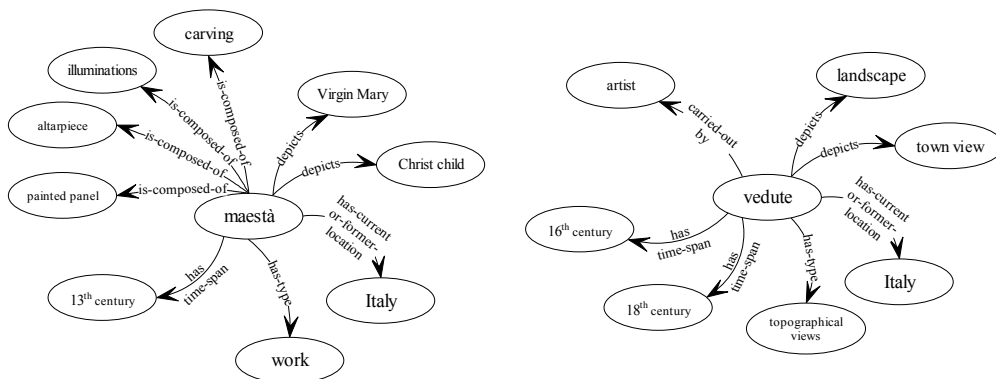 carving
illuminations
altarpiece
painted panel
is-composed-of
is-composed-of
is-composed-of
is-composed-of
Virgin Mary
depicts
Christ child
depicts
maestà
has-current
or-former-
location
Italy
has
time-span
13th century
has-type
work
artist
carried-out
by
landscape
depicts
town view
depicts
vedute
has-current
or-former-
location
Italy
16th century
has
time-span
18th century
has
time-span
has-type
topographical
views